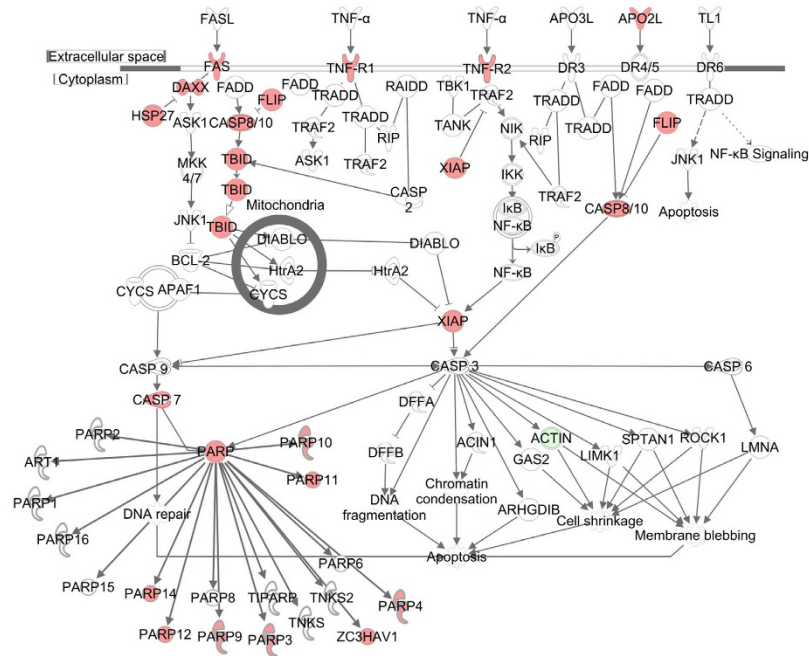 FASL TNF-α TNF-α APO3L APO2L TL1
Extracellular space
Cytoplasm
FAS TNF-R1 TNF-R2 DR3 DR4/5 DR6
DAXX FADD FADD RAIDD TBK1 TRAF2 FADD FADD
HSP27 FLIP TRADD TRADD TRADD
ASK1 CASP8/10 TRAF2 TRADD TANK NIK RIP TRADD FLIP
RIP
MKK
4/7
TBID ASK1 TRAF2 XIAP IKK JNK1 NF-κB Signaling
TBID CASP
2
TRAF2 CASP8/10 Apoptosis
Mitochondria
JNK1 TBID IκB
NF-κB
DIABLO DIABLO IκB P
BCL-2 HtrA2 HtrA2 NF-κB
CYCS APAF1 CYCS
XIAP
CASP 9 CASP 3 CASP 6
CASP 7 DFFA
PARP2 PARP PARP10 DFFB ACIN1 GAS2 ACTIN LIMK1 SPTAN1 ROCK1 LMNA
ART1 PARP11
PARP1 DNA repair DNA
fragmentation
Chromatin
condensation
ARHGDIB Cell shrinkage Membrane blebbing
PARP16
Apoptosis
PARP15 PARP14 PARP8 TIPARP TNKS2 PARP6 PARP4
PARP12 PARP9 PARP3 TNKS ZC3HAV1